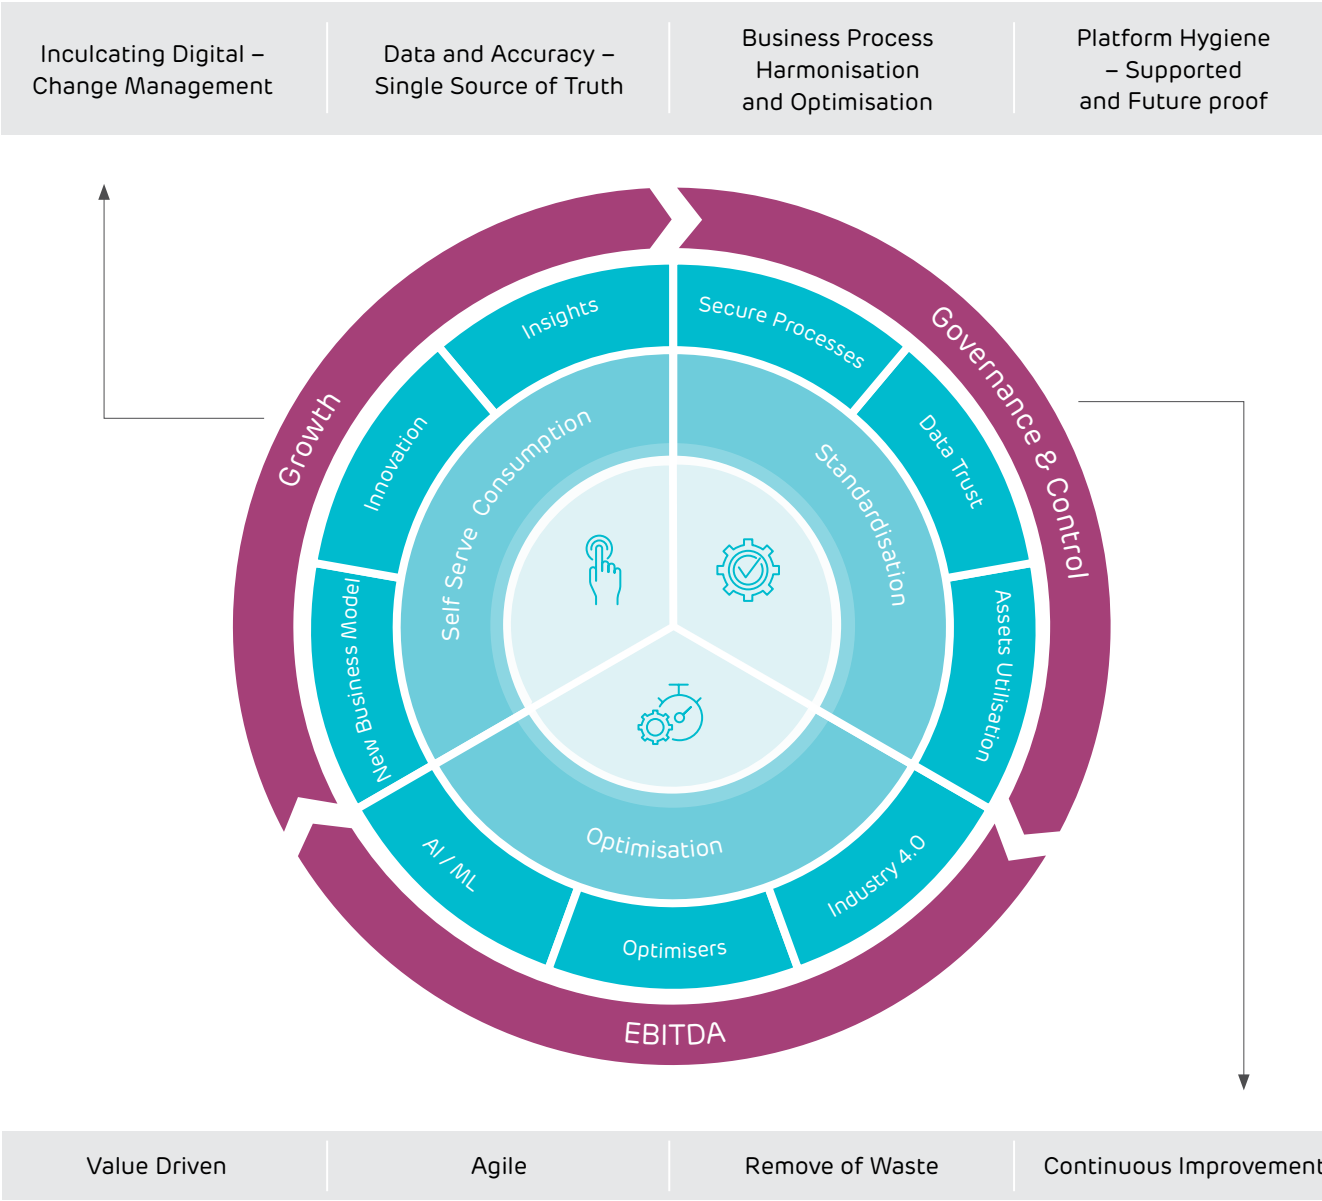 Inculcating Digital –
Change Management
Data and Accuracy –
Single Source of Truth
Business Process
Harmonisation
and Optimisation
Platform Hygiene
– Supported
and Future proof
Growth
Governance & Control
EBITDA
Insights
Innovation
New Business Model
Secure Processes
Data Trust
Assets Utilisation
AI / ML
Optimisers
Industry 4.0
Self Serve Consumption
Standardisation
Optimisation
Value Driven
Agile
Remove of Waste
Continuous Improvement